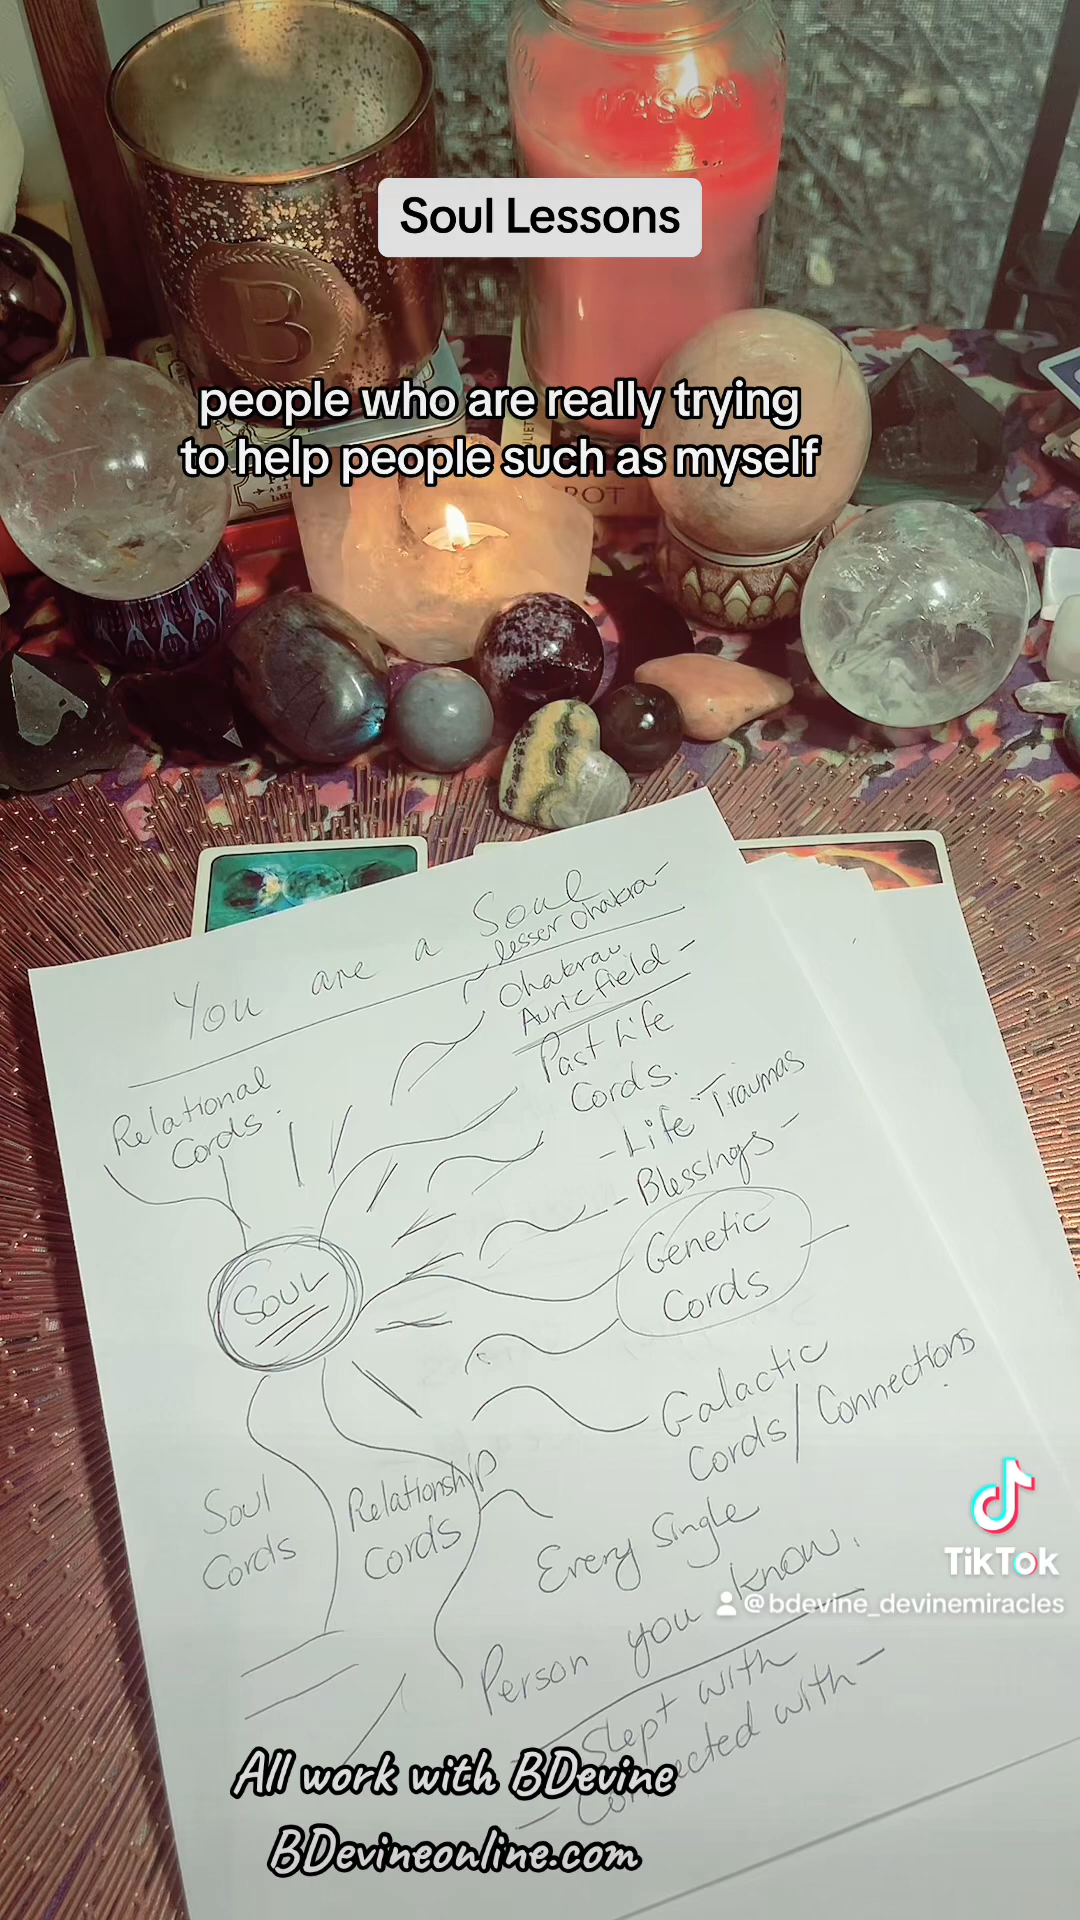 MASON
Soul Lessons
B
people who are really trying
to help people such as myself
You are a Soul
lesser Chakra-
Chakras
Auric field-
Past Life
Cords.
Relational
Cords.
- Life Traumas
- Blessings -
Genetic
Cords
SOUL
Galactic
Cords/Connections
Soul
Cords
Relationship
Cords
Every Single
Person you know.
TikTok
@bdevine_devinemiracles
Slept with
- Connected with -
All work with BDevine
BDevineonline.com